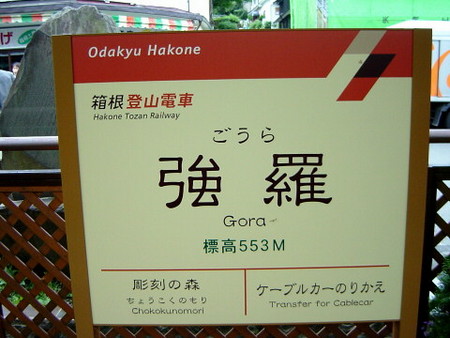 Odakyu Hakone
箱根登山電車
Hakone Tozan Railway
ごうら
強羅
Gora
標高553M
彫刻の森
ちょうこくのもり
Chokokunomori
ケーブルカーのりかえ
Transfer for Cablecar